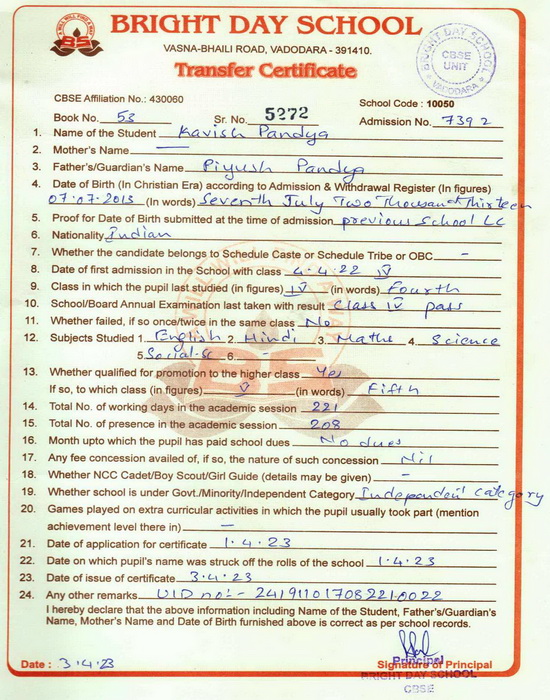 BRIGHT DAY SCHOOL
VASNA-BHAILI ROAD, VADODARA - 391410.
Transfer Certificate
BRIGHT DAY SCHOOL
CBSE
UNIT
VADODARA
CBSE Affiliation No.: 430060
School Code : 10050
Book No. 53 Sr. No. 5272 Admission No. 7392
1. Name of the Student Kavish Pandya
2. Mother's Name —
3. Father's/Guardian's Name Piyush Pandya
4. Date of Birth (In Christian Era) according to Admission & Withdrawal Register (In figures)
07.07.2013 (In words) Seventh July Two Thousand Thirteen
5. Proof for Date of Birth submitted at the time of admission previous School LC
6. Nationality Indian
7. Whether the candidate belongs to Schedule Caste or Schedule Tribe or OBC -
8. Date of first admission in the School with class 4.4.22 IV
9. Class in which the pupil last studied (in figures) IV (in words) Fourth
10. School/Board Annual Examination last taken with result Class IV pass
11. Whether failed, if so once/twice in the same class No
12. Subjects Studied 1. English 2. Hindi 3. Maths 4. Science
5 Social-Sc 6. -
13. Whether qualified for promotion to the higher class Yes
If so, to which class (in figures) V (in words) Fifth
14. Total No. of working days in the academic session 221
15. Total No. of presence in the academic session 208
16. Month upto which the pupil has paid school dues No dues
17. Any fee concession availed of, if so, the nature of such concession Nil
18. Whether NCC Cadet/Boy Scout/Girl Guide (details may be given) -
19. Whether school is under Govt./Minority/Independent Category Independent category
20. Games played on extra curricular activities in which the pupil usually took part (mention
achievement level there in) —
21. Date of application for certificate 1.4.23
22. Date on which pupil's name was struck off the rolls of the school 1.4.23
23. Date of issue of certificate 3.4.23
24. Any other remarks UID no:- 241911017082210022
I hereby declare that the above information including Name of the Student, Father's/Guardian's
Name, Mother's Name and Date of Birth furnished above is correct as per school records.
Date : 3.4.23
Principal
Signature of Principal
BRIGHT DAY SCHOOL
CBSE